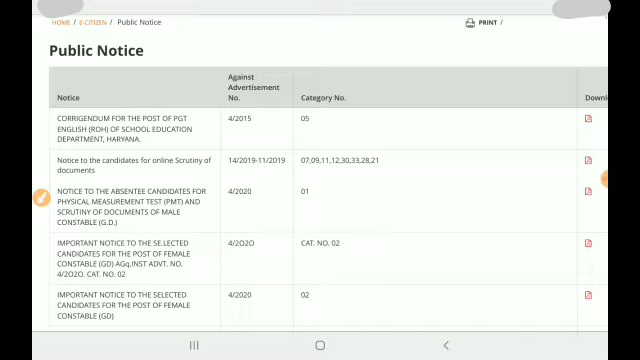 HOME / E-CITIZEN / Public Notice
PRINT /
Public Notice
Notice
Against Advertisement No.
Category No.
CORRIGENDUM FOR THE POST OF PGT
ENGLISH (ROH) OF SCHOOL EDUCATION
DEPARTMENT, HARYANA.
4/2015
05
Notice to the candidates for online Scrutiny of
documents
14/2019-11/2019
07,09,11,12,30,33,28,21
NOTICE TO THE ABSENTEE CANDIDATES FOR
PHYSICAL MEASUREMENT TEST (PMT) AND
SCRUTINY OF DOCUMENTS OF MALE
CONSTABLE (G.D.)
4/2020
01
IMPORTANT NOTICE TO THE SE.LECTED
CANDIDATES FOR THE POST OF FEMALE
CONSTABLE (GD) AGq,INST ADVT. NO.
4/2O2O. CAT. NO. 02
4/2O2O
CAT. NO. 02
IMPORTANT NOTICE TO THE SELECTED
CANDIDATES FOR THE POST OF FEMALE
CONSTABLE (GD)
4/2020
02